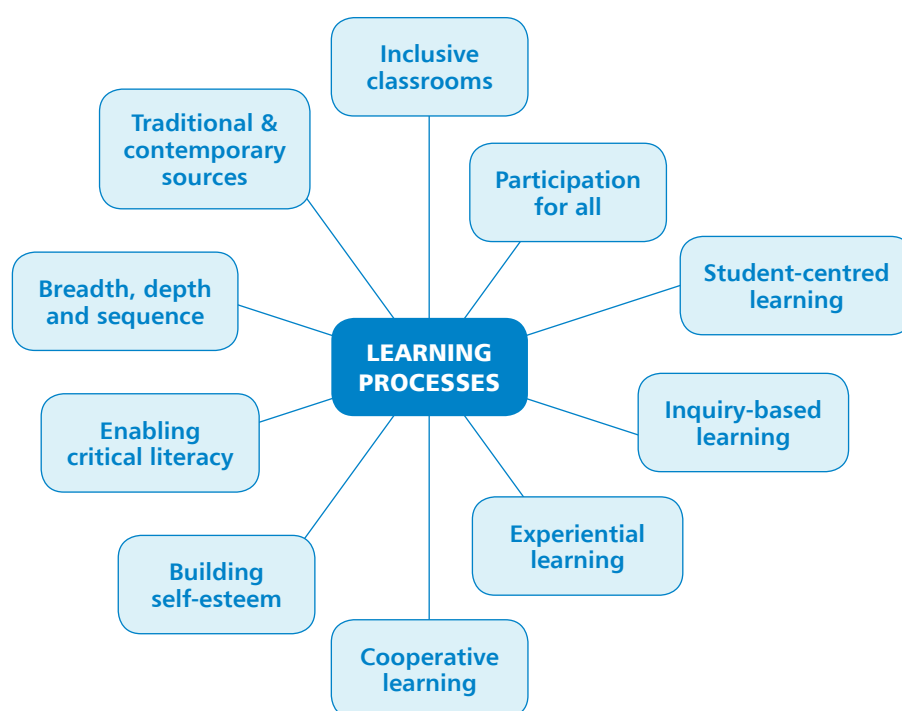 Inclusive
classrooms
Traditional &
contemporary
sources
Participation
for all
Student-centred
learning
Breadth, depth
and sequence
LEARNING
PROCESSES
Inquiry-based
learning
Enabling
critical literacy
Experiential
learning
Building
self-esteem
Cooperative
learning